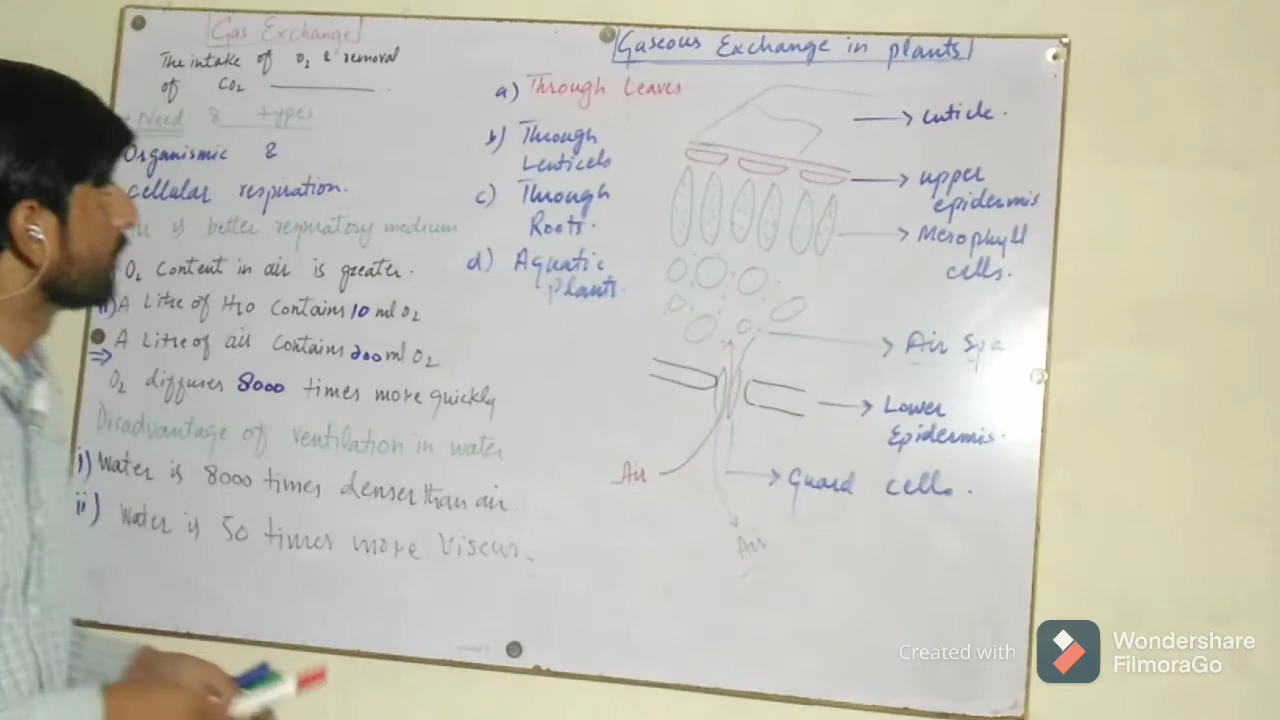 Gas Exchange
The intake of O2 & removal
of CO2
Need & types
Organismic &
cellular respiration.
is better respiratory medium
O2 Content in air is greater.
ii) A Litre of H2O Contains 10 ml O2
A Litre of air Contains 200 ml O2
O2 diffuses 8000 times more quickly
Disadvantage of ventilation in water
i) Water is 8000 times denser than air.
ii) Water is 50 times more Viscus.
Gaseous Exchange in plants
a) Through Leaves
b) Through
Lenticels
c) Through
Roots.
d) Aquatic
plants.
Cuticle.
upper
epidermis
Mesophyll
cells.
Air Spa
Lower
Epidermis.
Guard cells.
Air
Air
Created with
Wondershare
FilmoraGo